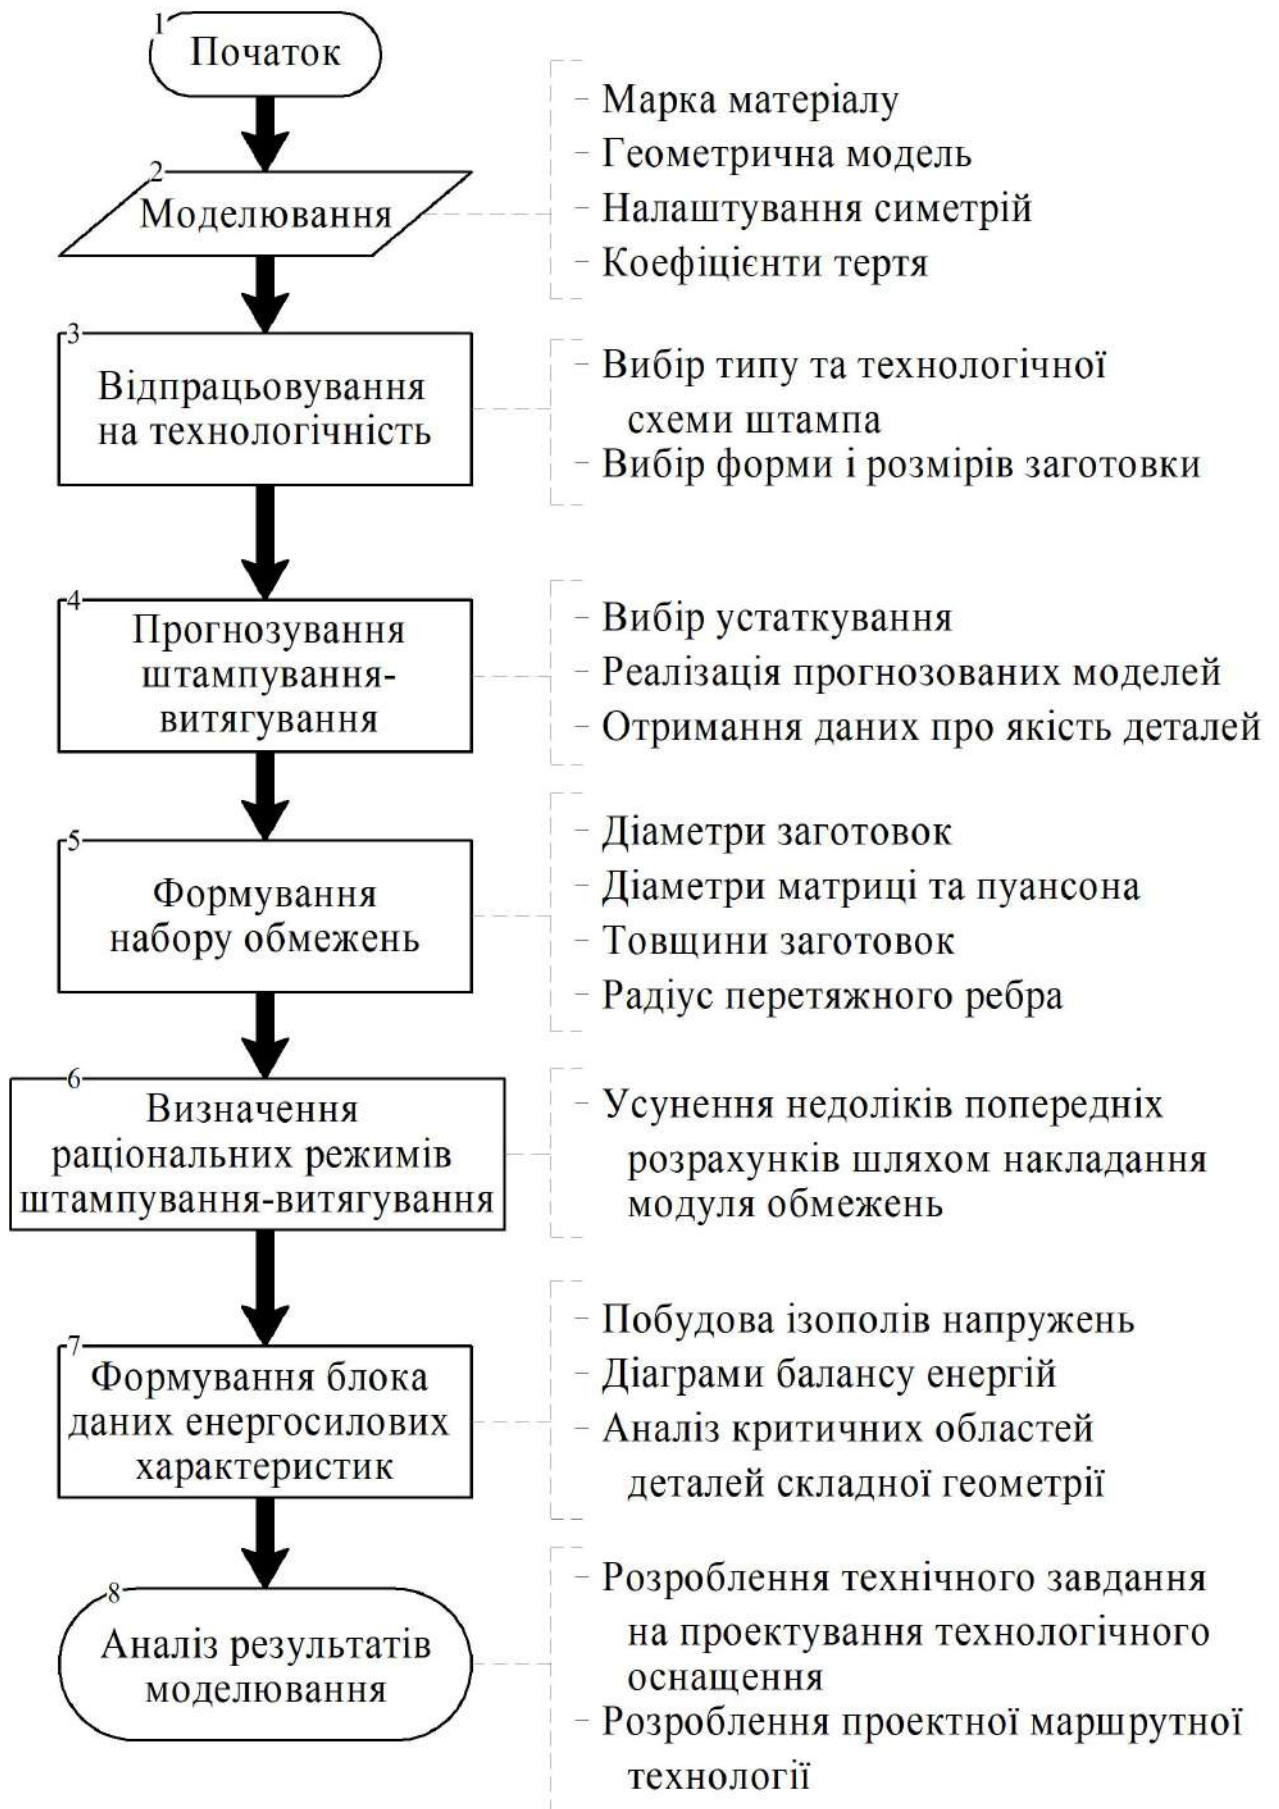 1
Початок
2
Моделювання
– Марка матеріалу
– Геометрична модель
– Налаштування симетрій
– Коефіцієнти тертя
3
Відпрацьовування
на технологічність
– Вибір типу та технологічної
схеми штампа
– Вибір форми і розмірів заготовки
4
Прогнозування
штампування-
витягування
– Вибір устаткування
– Реалізація прогнозованих моделей
– Отримання даних про якість деталей
5
Формування
набору обмежень
– Діаметри заготовок
– Діаметри матриці та пуансона
– Товщини заготовок
– Радіус перетяжного ребра
6
Визначення
раціональних режимів
штампування-витягування
– Усунення недоліків попередніх
розрахунків шляхом накладання
модуля обмежень
7
Формування блока
даних енергосилових
характеристик
– Побудова ізополів напружень
– Діаграми балансу енергій
– Аналіз критичних областей
деталей складної геометрії
8
Аналіз результатів
моделювання
– Розроблення технічного завдання
на проектування технологічного
оснащення
– Розроблення проектної маршрутної
технології